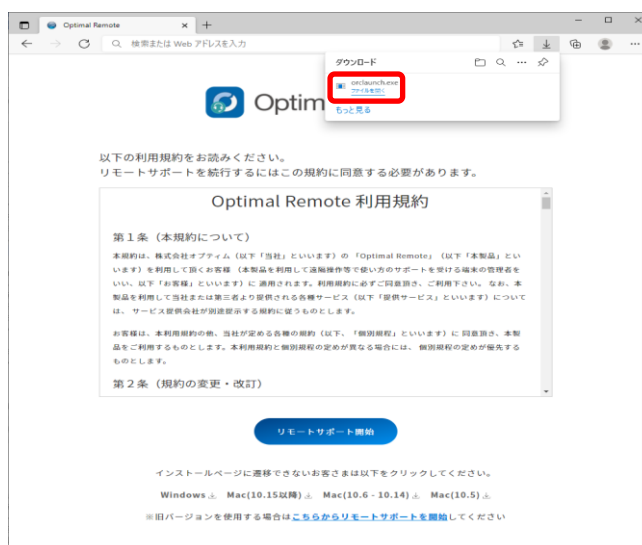 Optimal Remote
検索または Web アドレスを入力
ダウンロード
orclaunch.exe
ファイルを開く
もっと見る
Optim
以下の利用規約をお読みください。
リモートサポートを続行するにはこの規約に同意する必要があります。
Optimal Remote 利用規約
第１条（本規約について）
本規約は、株式会社オプティム（以下「当社」といいます）の 「Optimal Remote」（以下「本製品」とい
います）を利用して頂くお客様 （本製品を利用して遠隔操作等で使い方のサポートを受ける端末の管理者を
いい、以下「お客様」といいます）に 適用されます。利用規約に必ずご同意頂き、ご利用下さい。 なお、本
製品を利用して当社または第三者より提供される各種サービス（以下「提供サービス」といいます）について
は、 サービス提供会社が別途提示する規約に従うものとします。
お客様は、本利用規約の他、当社が定める各種の規約（以下、「個別規程」といいます）に 同意頂き、本製
品をご利用するものとします。本利用規約と個別規程の定めが異なる場合には、 個別規程の定めが優先する
ものとします。
第２条（規約の変更・改訂）
リモートサポート開始
インストールページに遷移できないお客さまは以下をクリックしてください。
Windows Mac(10.15以降) Mac(10.6 - 10.14) Mac(10.5)
※旧バージョンを使用する場合はこちらからリモートサポートを開始してください